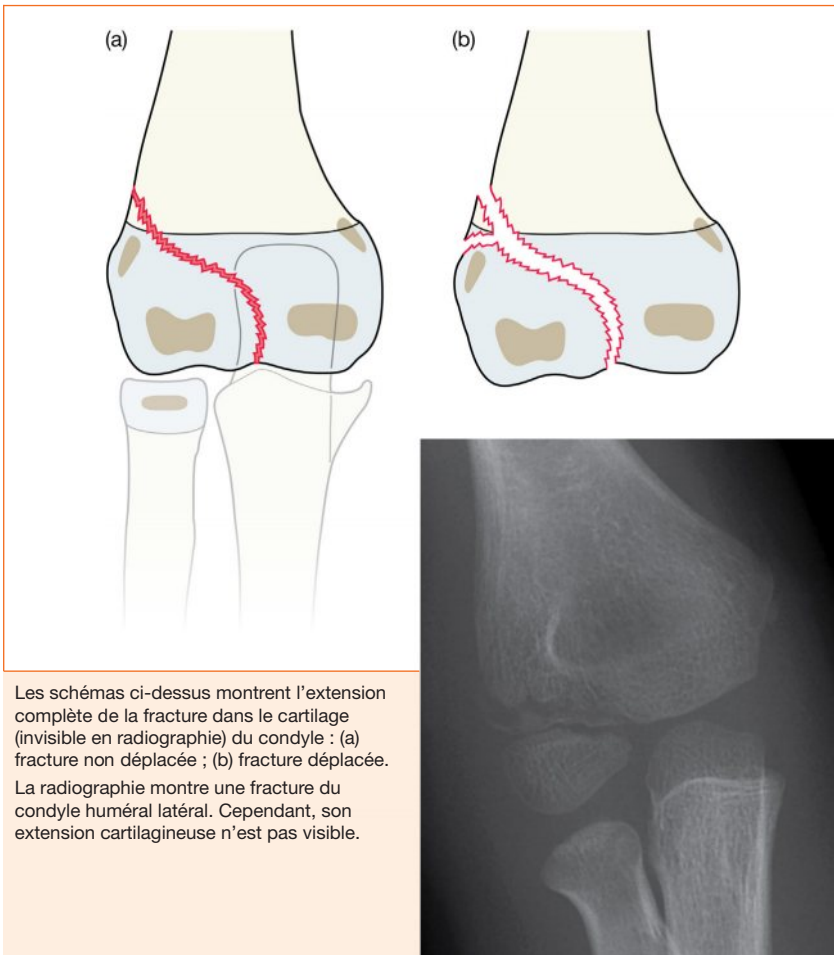 (a)
(b)
Les schémas ci-dessus montrent l’extension
complète de la fracture dans le cartilage
(invisible en radiographie) du condyle : (a)
fracture non déplacée ; (b) fracture déplacée.
La radiographie montre une fracture du
condyle huméral latéral. Cependant, son
extension cartilagineuse n’est pas visible.